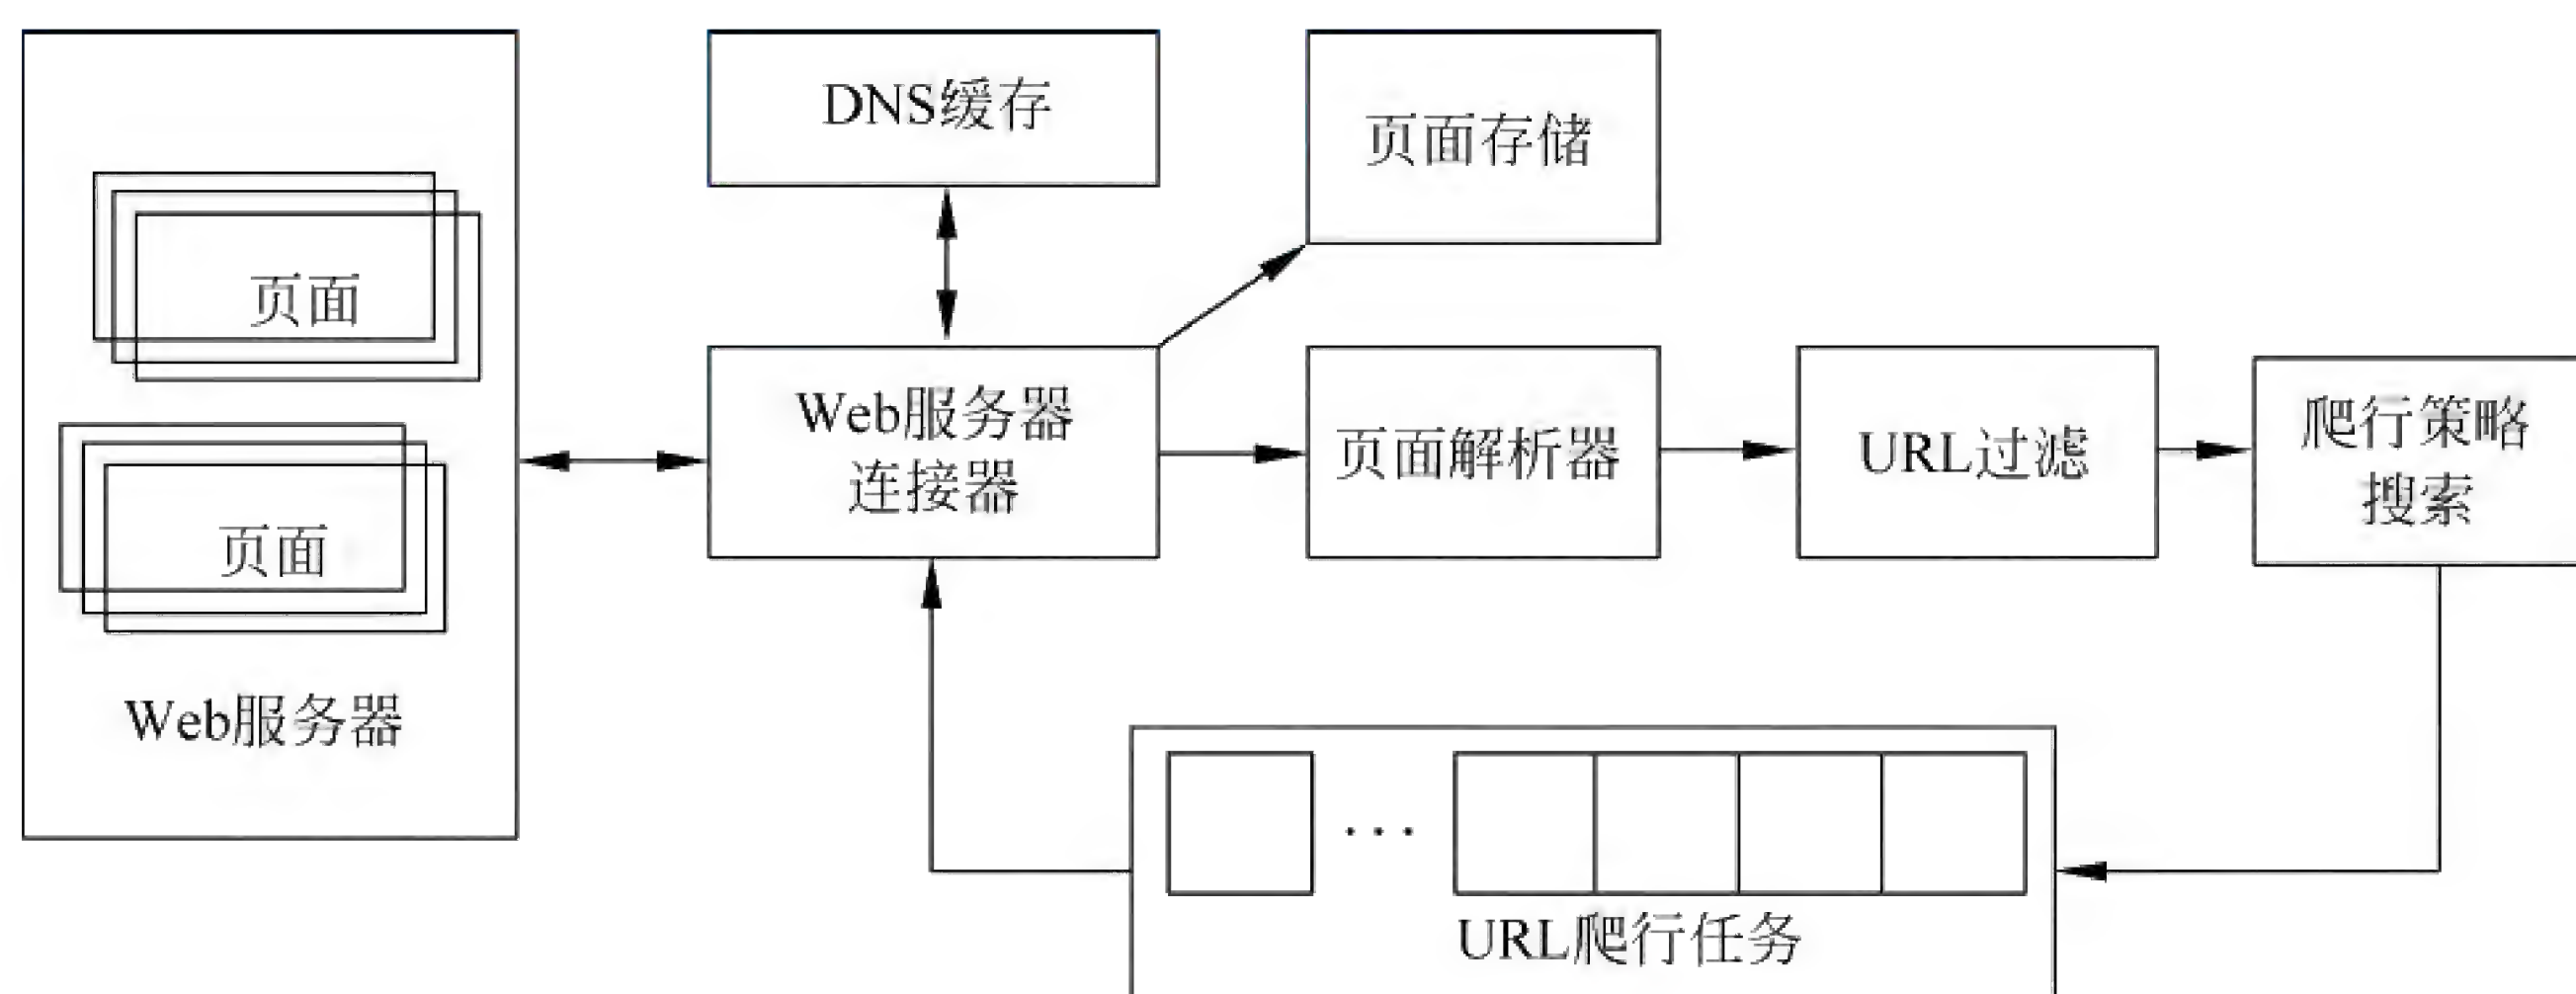 DNS缓存
页面存储
页面
Web服务器
连接器
页面解析器
URL过滤
爬行策略
搜索
页面
Web服务器
...
URL爬行任务